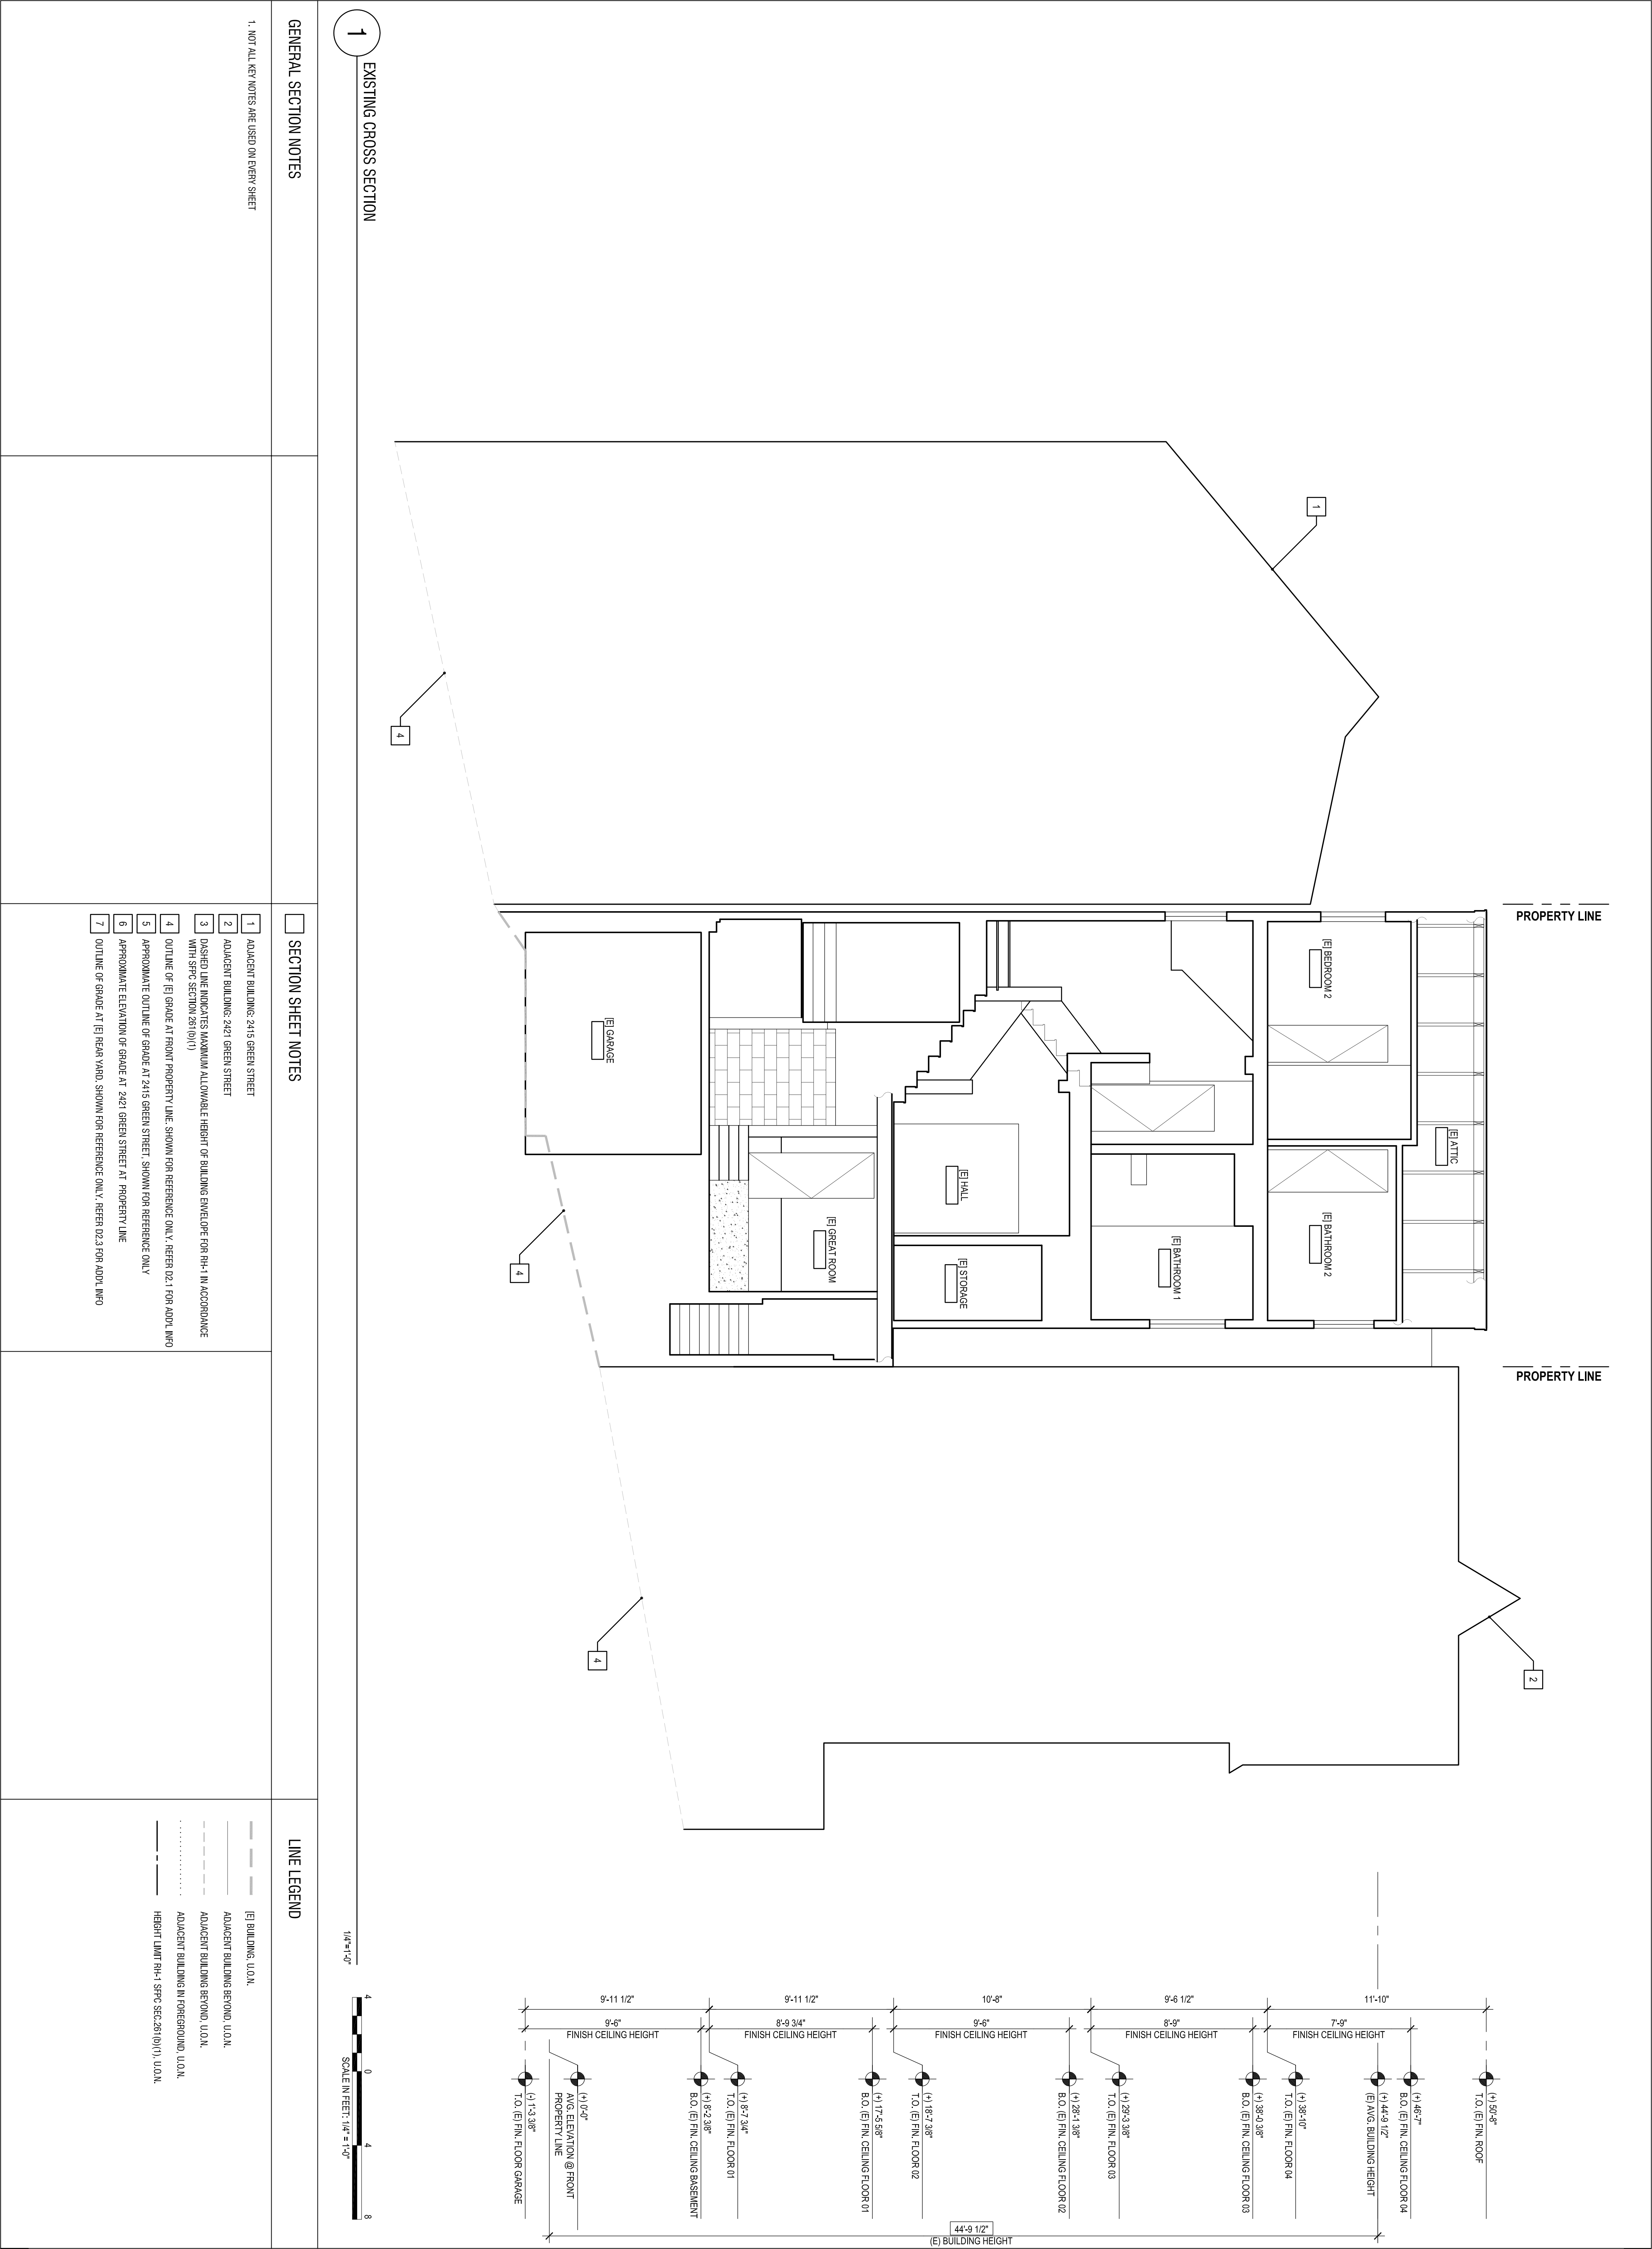 PROPERTY LINE
PROPERTY LINE
1
2
4
4
4
[E] ATTIC
[E] BEDROOM 2
[E] BATHROOM 2
[E] BATHROOM 1
[E] HALL
[E] STORAGE
[E] GREAT ROOM
[E] GARAGE
11'-10"
9'-6 1/2"
10'-8"
9'-11 1/2"
9'-11 1/2"
7'-9"
FINISH CEILING HEIGHT
8'-9"
FINISH CEILING HEIGHT
9'-6"
FINISH CEILING HEIGHT
8'-9 3/4"
FINISH CEILING HEIGHT
9'-6"
FINISH CEILING HEIGHT
(+) 50'-8"
T.O. (E) FIN. ROOF
(+) 46'-7"
B.O. (E) FIN. CEILING FLOOR 04
(+) 44'-9 1/2"
(E) AVG. BUILDING HEIGHT
(+) 38'-10"
T.O. (E) FIN. FLOOR 04
(+) 38'-0 3/8"
B.O. (E) FIN. CEILING FLOOR 03
(+) 29'-3 3/8"
T.O. (E) FIN. FLOOR 03
(+) 28'-1 3/8"
B.O. (E) FIN. CEILING FLOOR 02
(+) 18'-7 3/8"
T.O. (E) FIN. FLOOR 02
(+) 17'-5 5/8"
B.O. (E) FIN. CEILING FLOOR 01
(+) 8'-7 3/4"
T.O. (E) FIN. FLOOR 01
(+) 8'-2 3/8"
B.O. (E) FIN. CEILING BASEMENT
(+) 0'-0"
AVG. ELEVATION @ FRONT
PROPERTY LINE
(-) 1'-3 3/8"
T.O. (E) FIN. FLOOR GARAGE
44'-9 1/2"
(E) BUILDING HEIGHT
1
EXISTING CROSS SECTION
1/4"=1'-0"
4 0 4 8
SCALE IN FEET: 1/4" = 1'-0"
GENERAL SECTION NOTES
1. NOT ALL KEY NOTES ARE USED ON EVERY SHEET
SECTION SHEET NOTES
1 ADJACENT BUILDING: 2415 GREEN STREET
2 ADJACENT BUILDING: 2421 GREEN STREET
3 DASHED LINE INDICATES MAXIMUM ALLOWABLE HEIGHT OF BUILDING ENVELOPE FOR RH-1 IN ACCORDANCE
WITH SFPC SECTION 261(b)(1)
4 OUTLINE OF [E] GRADE AT FRONT PROPERTY LINE, SHOWN FOR REFERENCE ONLY, REFER D2.1 FOR ADD'L INFO
5 APPROXIMATE OUTLINE OF GRADE AT 2415 GREEN STREET, SHOWN FOR REFERENCE ONLY
6 APPROXIMATE ELEVATION OF GRADE AT 2421 GREEN STREET AT PROPERTY LINE
7 OUTLINE OF GRADE AT [E] REAR YARD, SHOWN FOR REFERENCE ONLY, REFER D2.3 FOR ADD'L INFO
LINE LEGEND
[E] BUILDING, U.O.N.
ADJACENT BUILDING BEYOND, U.O.N.
ADJACENT BUILDING BEYOND, U.O.N.
ADJACENT BUILDING IN FOREGROUND, U.O.N.
HEIGHT LIMIT RH-1 SFPC SEC.261(b)(1), U.O.N.